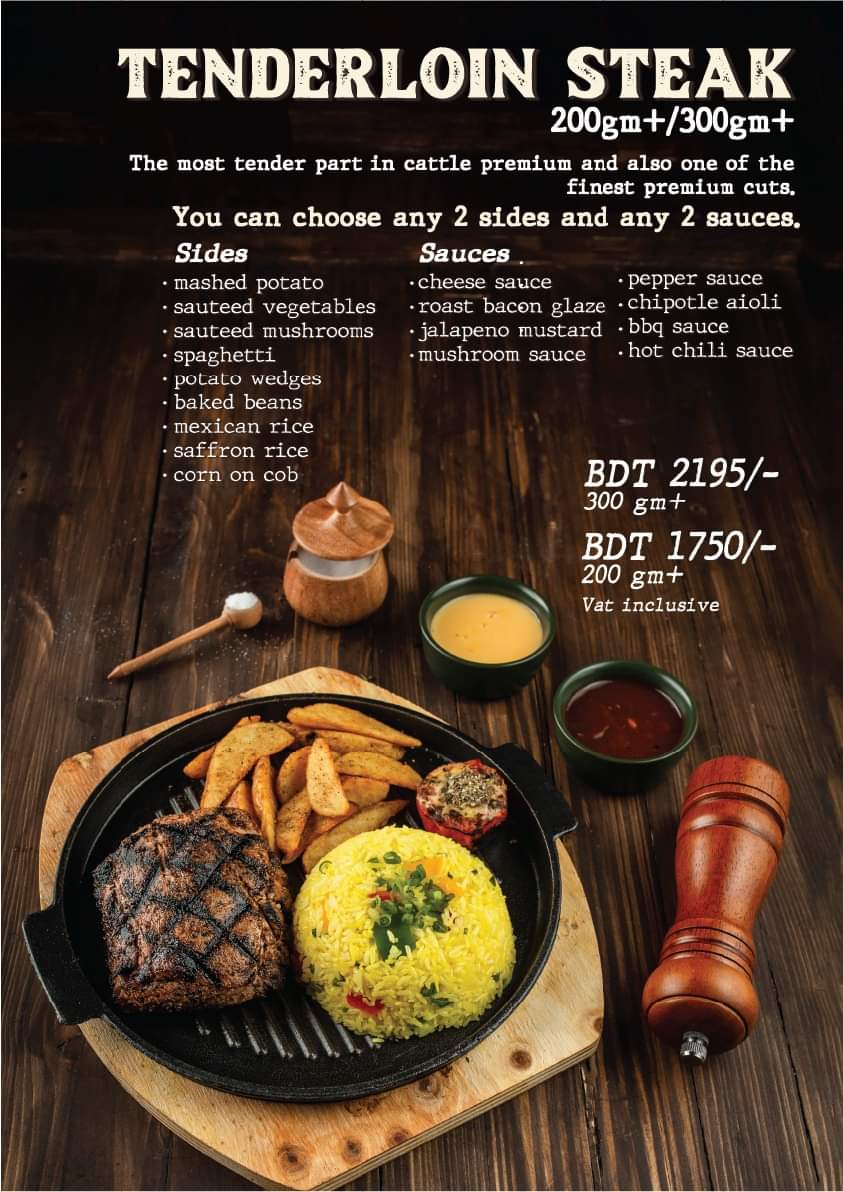 TENDERLOIN STEAK
200gm+/300gm+
The most tender part in cattle premium and also one of the
finest premium cuts.
You can choose any 2 sides and any 2 sauces.
Sides
· mashed potato
· sauteed vegetables
· sauteed mushrooms
· spaghetti
· potato wedges
· baked beans
· mexican rice
· saffron rice
· corn on cob
Sauces .
· cheese sauce
· roast bacon glaze
· jalapeno mustard
· mushroom sauce
· pepper sauce
· chipotle aioli
· bbq sauce
· hot chili sauce
BDT 2195/-
300 gm+
BDT 1750/-
200 gm+
Vat inclusive